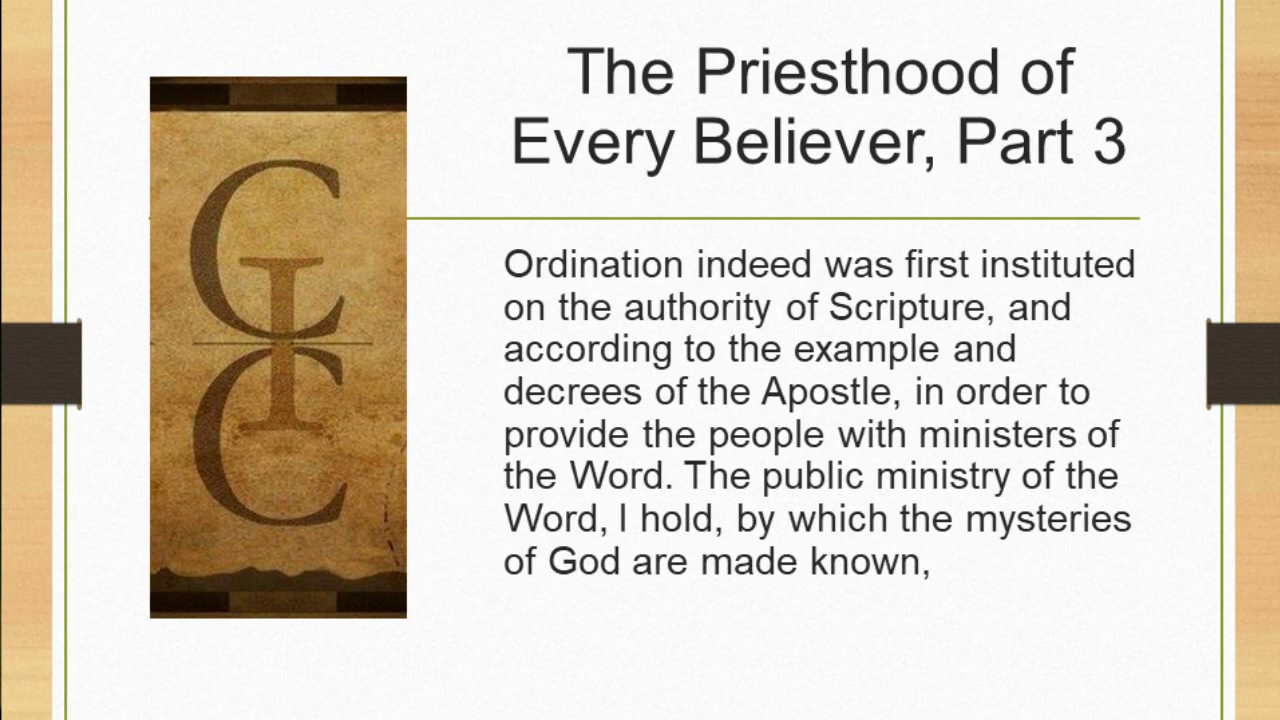 The Priesthood of
Every Believer, Part 3
C
I
C
Ordination indeed was first instituted
on the authority of Scripture, and
according to the example and
decrees of the Apostle, in order to
provide the people with ministers of
the Word. The public ministry of the
Word, I hold, by which the mysteries
of God are made known,